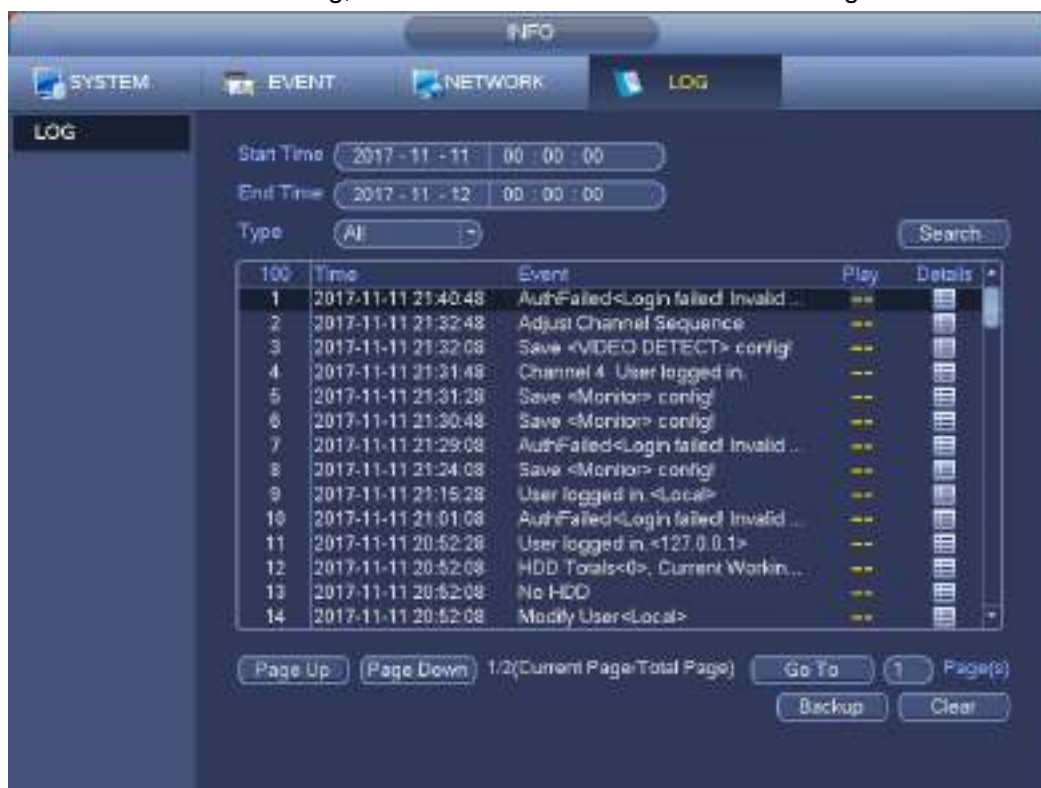 INFO
SYSTEM EVENT NETWORK LOG
LOG
Start Time 2017 - 11 - 11 00 : 00 : 00
End Time 2017 - 11 - 12 00 : 00 : 00
Type All Search
100 Time Event Play Details
1 2017-11-11 21:40:48 AuthFailed<Login failed! Invalid ... --
2 2017-11-11 21:32:48 Adjust Channel Sequence --
3 2017-11-11 21:32:08 Save <VIDEO DETECT> config! --
4 2017-11-11 21:31:48 Channel 4 User logged in. --
5 2017-11-11 21:31:28 Save <Monitor> config! --
6 2017-11-11 21:30:48 Save <Monitor> config! --
7 2017-11-11 21:29:08 AuthFailed<Login failed! Invalid ... --
8 2017-11-11 21:24:08 Save <Monitor> config! --
9 2017-11-11 21:15:28 User logged in.<Local> --
10 2017-11-11 21:01:08 AuthFailed<Login failed! Invalid ... --
11 2017-11-11 20:52:28 User logged in.<127.0.0.1> --
12 2017-11-11 20:52:08 HDD Totals<0>, Current Workin... --
13 2017-11-11 20:52:08 No HDD --
14 2017-11-11 20:52:08 Modify User<Local> --
Page Up Page Down 1/2(Current Page/Total Page) Go To 1 Page(s)
Backup Clear